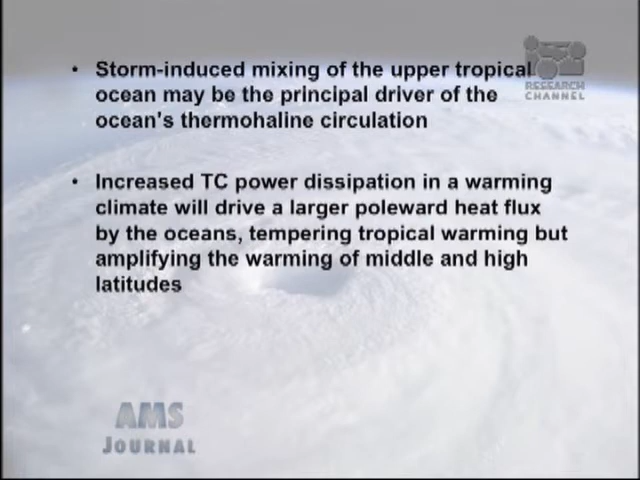 • Storm-induced mixing of the upper tropical
ocean may be the principal driver of the
ocean's thermohaline circulation
• Increased TC power dissipation in a warming
climate will drive a larger poleward heat flux
by the oceans, tempering tropical warming but
amplifying the warming of middle and high
latitudes
RESEARCH
CHANNEL
AMS
JOURNAL